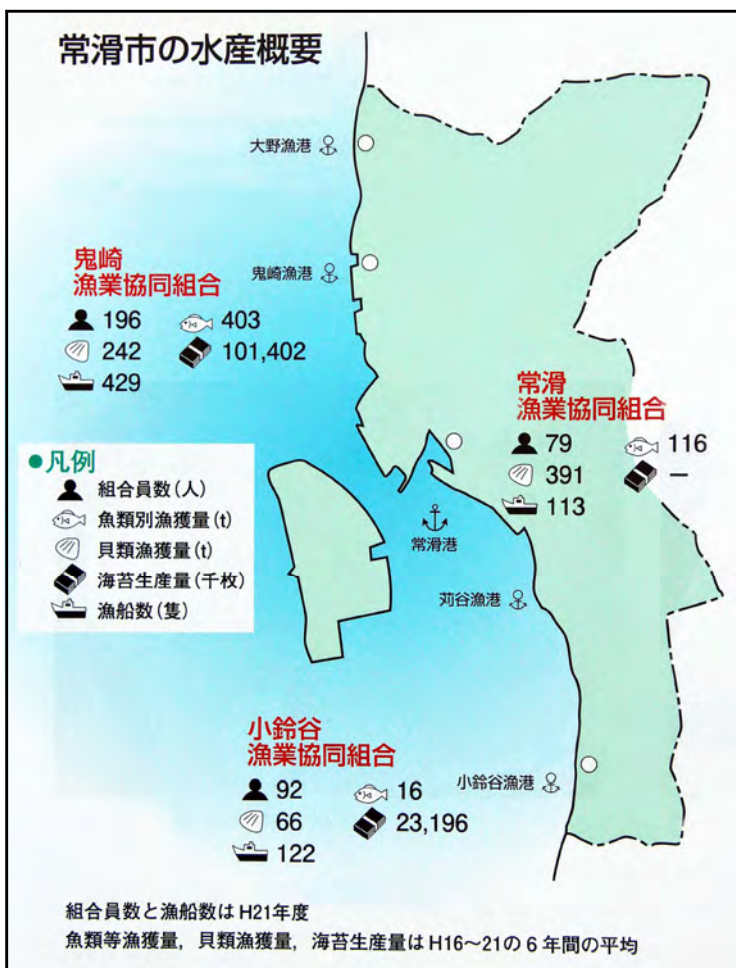 常滑市の水産概要
大野漁港
鬼崎漁港
鬼崎
漁業協同組合
196 403
242 101,402
429
常滑
漁業協同組合
79 116
391 －
113
●凡例
組合員数(人)
魚類別漁獲量(t)
貝類漁獲量(t)
海苔生産量(千枚)
漁船数(隻)
常滑港
苅谷漁港
小鈴谷
漁業協同組合
92 16
66 23,196
122
小鈴谷漁港
組合員数と漁船数はH21年度
魚類等漁獲量，貝類漁獲量，海苔生産量はH16〜21の6年間の平均